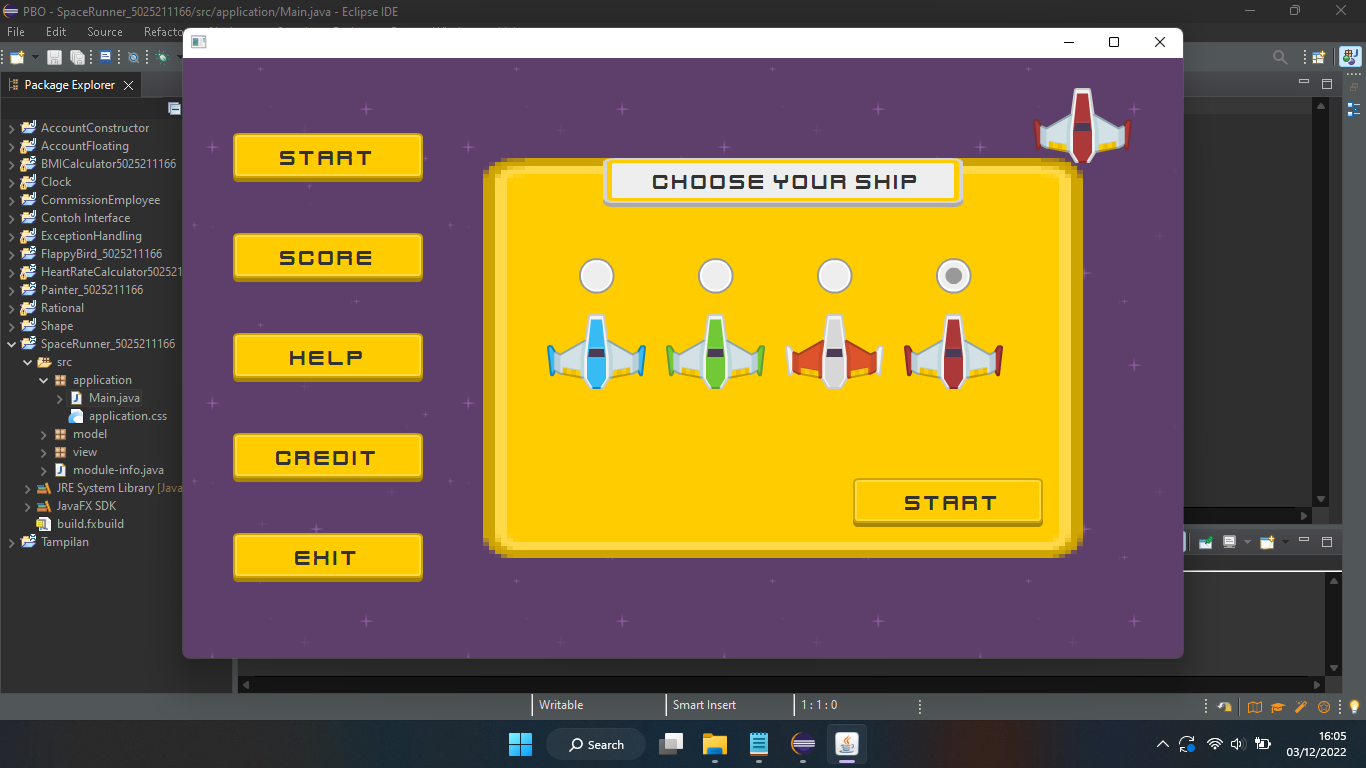 PBO - SpaceRunner_5025211166/src/application/Main.java - Eclipse IDE
File Edit Source Refacto
Package Explorer
AccountConstructor
AccountFloating
BMICalculator5025211166
Clock
CommissionEmployee
Contoh Interface
ExceptionHandling
FlappyBird_5025211166
HeartRateCalculator502521
Painter_5025211166
Rational
Shape
SpaceRunner_5025211166
src
application
Main.java
application.css
model
view
module-info.java
JRE System Library [Java
JavaFX SDK
build.fxbuild
Tampilan
START
SCORE
HELP
CREDIT
EXIT
CHOOSE YOUR SHIP
START
Writable
Smart Insert
1 : 1 : 0
Search
16:05
03/12/2022